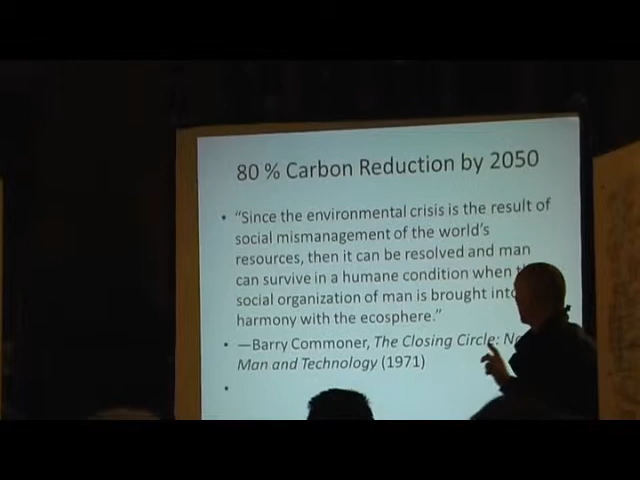 80 % Carbon Reduction by 2050
• “Since the environmental crisis is the result of
social mismanagement of the world’s
resources, then it can be resolved and man
can survive in a humane condition when
social organization of man is brought into
harmony with the ecosphere.”
• —Barry Commoner, The Closing Circle:
Man and Technology (1971)
•